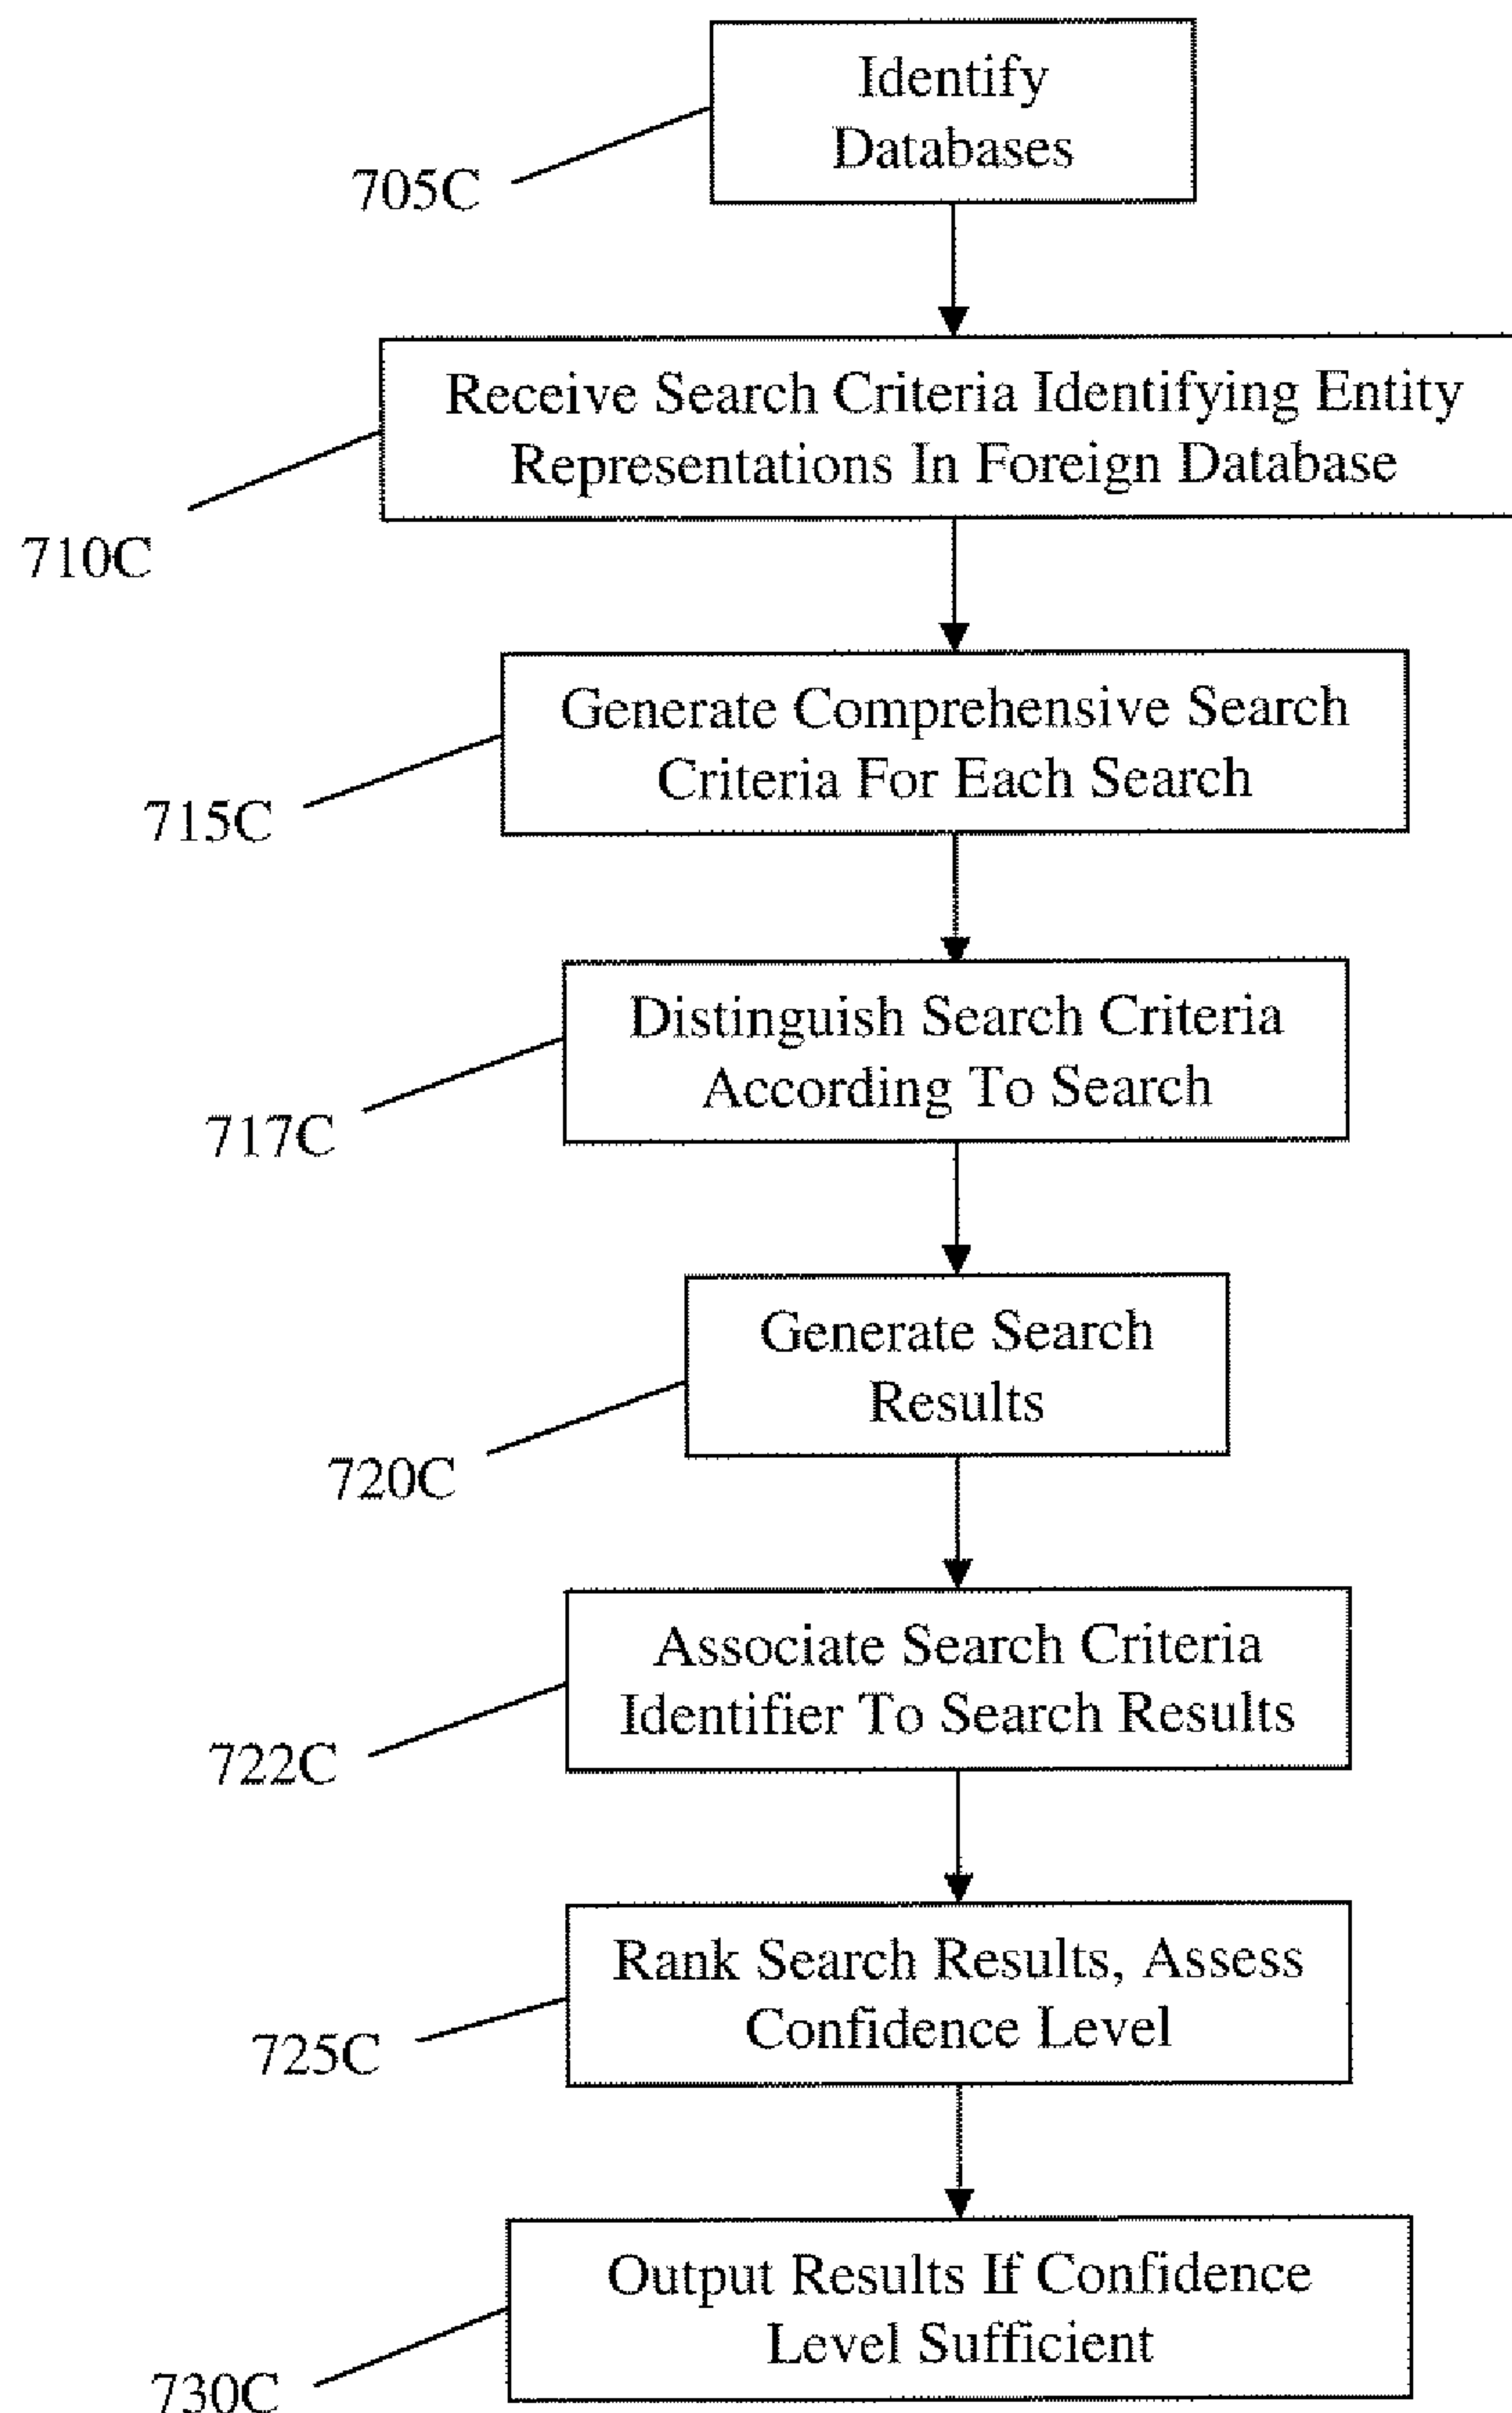 Identify
Databases
705C
Receive Search Criteria Identifying Entity
Representations In Foreign Database
710C
Generate Comprehensive Search
Criteria For Each Search
715C
Distinguish Search Criteria
According To Search
717C
Generate Search
Results
720C
Associate Search Criteria
Identifier To Search Results
722C
Rank Search Results, Assess
Confidence Level
725C
Output Results If Confidence
Level Sufficient
730C